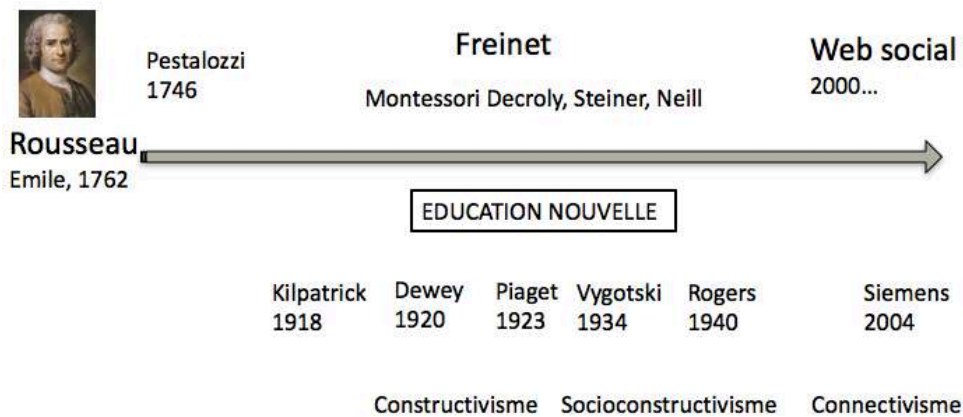 Pestalozzi
1746
Freinet
Montessori Decroly, Steiner, Neill
Web social
2000...
Rousseau
Emile, 1762
EDUCATION NOUVELLE
Kilpatrick
1918
Dewey
1920
Piaget
1923
Vygotski
1934
Rogers
1940
Siemens
2004
Constructivisme
Socioconstructivisme
Connectivisme